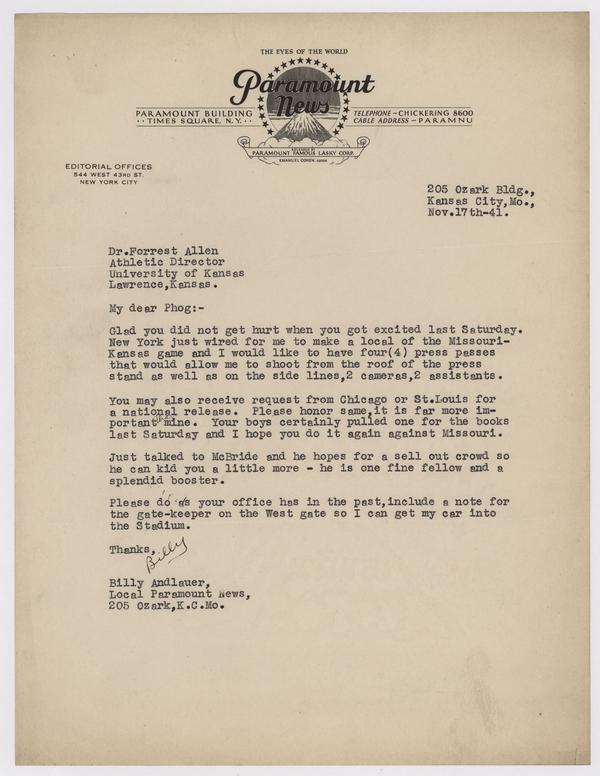 THE EYES OF THE WORLD
Paramount
News
PARAMOUNT BUILDING
TIMES SQUARE, N.Y.
TELEPHONE - CHICKERING 8600
CABLE ADDRESS - PARAMNU
PARAMOUNT FAMOUS LASKY CORP.
EMANUEL COHEN,
EDITORIAL OFFICES
544 WEST 43RD ST.
NEW YORK CITY
205 Ozark Bldg.,
Kansas City,Mo.,
Nov.17th-41.
Dr.Forrest Allen
Athletic Director
University of Kansas
Lawrence,Kansas.
My dear Phog:-
Glad you did not get hurt when you got excited last Saturday.
New York just wired for me to make a local of the Missouri-
Kansas game and I would like to have four(4) press passes
that would allow me to shoot from the roof of the press
stand as well as on the side lines,2 cameras,2 assistants.
You may also receive request from Chicago or St.Louis for
a national release. Please honor same,it is far more im-
portant mine. Your boys certainly pulled one for the books
last Saturday and I hope you do it again against Missouri.
Just talked to McBride and he hopes for a sell out crowd so
he can kid you a little more - he is one fine fellow and a
splendid booster.
Please do as your office has in the past,include a note for
the gate-keeper on the West gate so I can get my car into
the Stadium.
Thanks,
Billy
Billy Andlauer,
Local Paramount News,
205 Ozark,K.C.Mo.